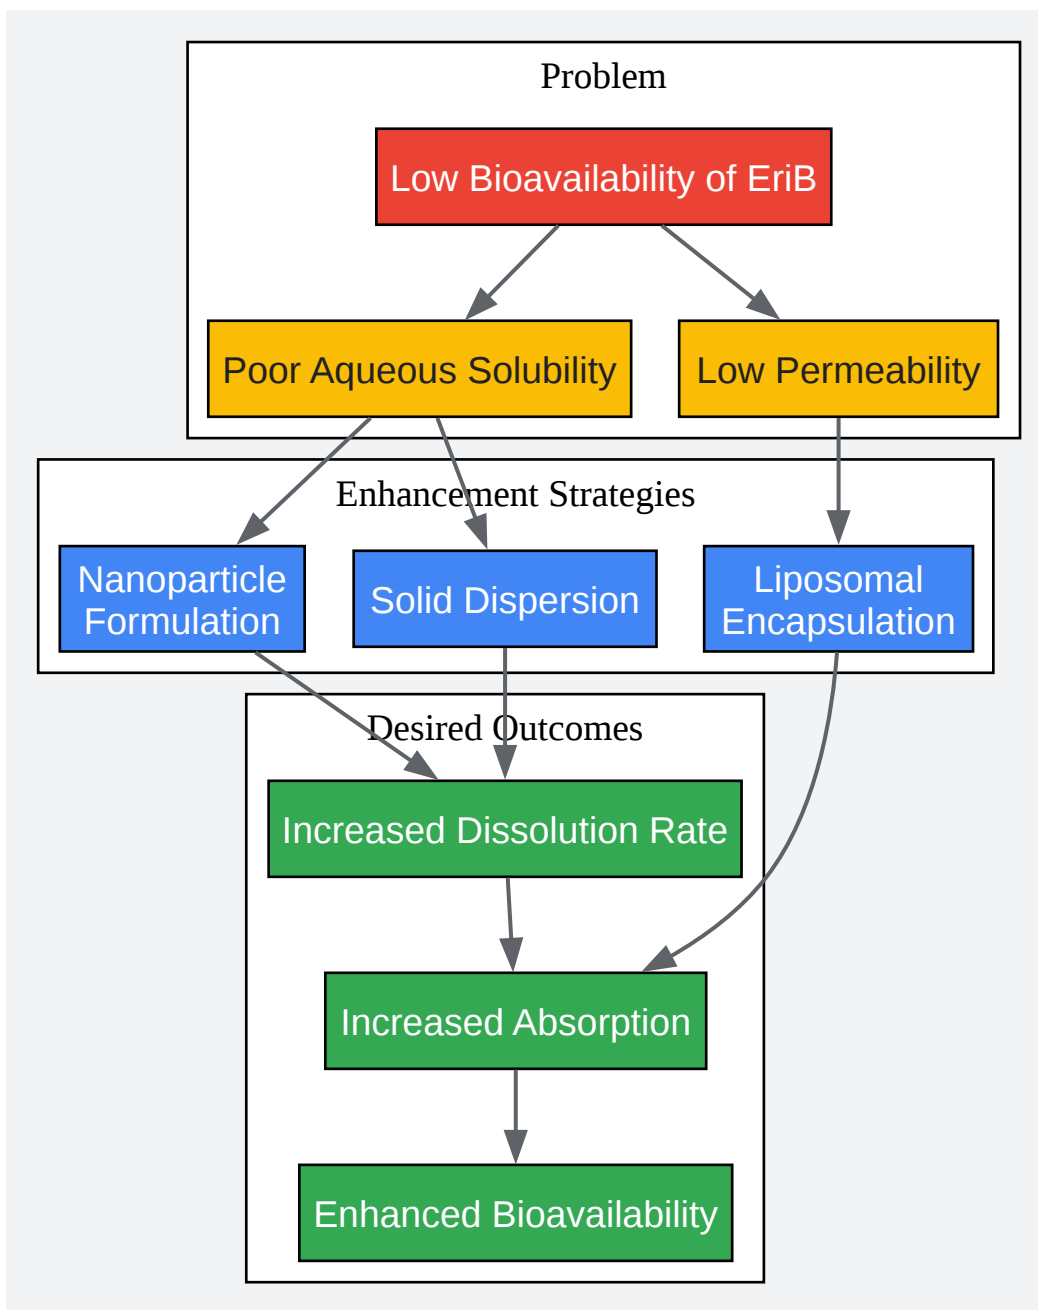 Problem
Low Bioavailability of EriB
Poor Aqueous Solubility
Low Permeability
Enhancement Strategies
Nanoparticle
Formulation
Solid Dispersion
Liposomal
Encapsulation
Desired Outcomes
Increased Dissolution Rate
Increased Absorption
Enhanced Bioavailability